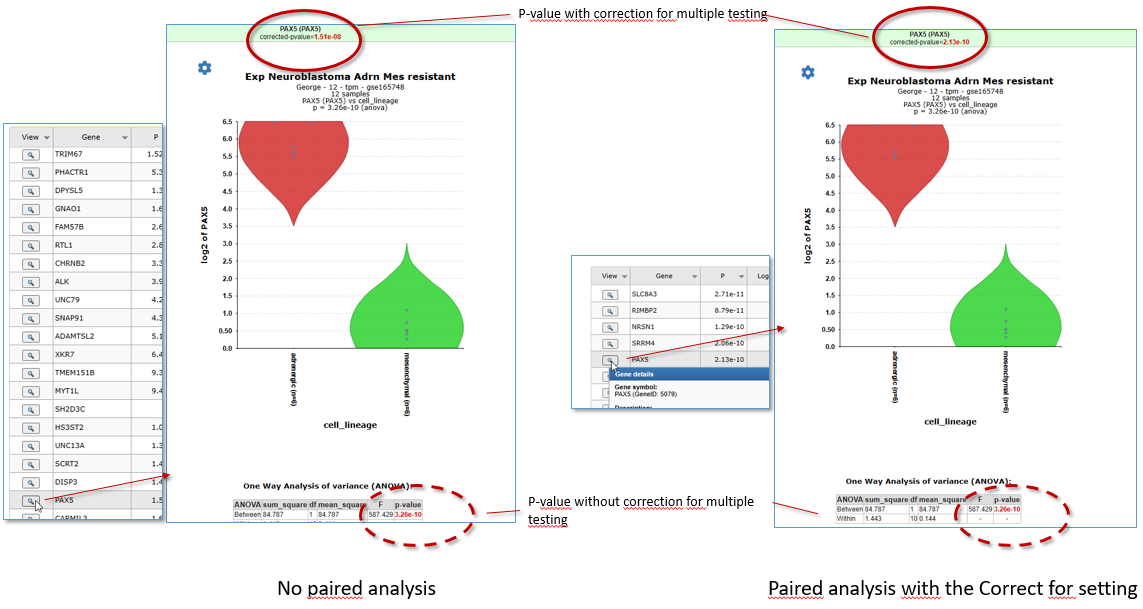 P-value with correction for multiple testing
PAX5 (PAX5)
corrected-pvalue=1.51e-08
Exp Neuroblastoma Adrn Mes resistant
George - 12 - tpm - gse165748
12 samples
PAX5 (PAX5) vs cell_lineage
p = 3.26e-10 (anova)
View Gene P
TRIM67 1.52
PHACTR1 5.3
DPYSL5 1.3
GNAO1 1.6
FAM57B 2.6
RTL1 2.8
CHRNB2 3.3
ALK 3.9
UNC79 4.2
SNAP91 4.3
ADAMTSL2 5.1
XKR7 6.4
TMEM151B 9.3
MYT1L 9.4
SH2D3C
HS3ST2 1.0
UNC13A 1.3
SCRT2 1.4
DISP3 1.4
PAX5 1.5
CARMIL3 1.6
log2 of PAX5
6.5
6.0
5.5
5.0
4.5
4.0
3.5
3.0
2.5
2.0
1.5
1.0
0.50
0.0
adrenergic (n=6)
mesenchymal (n=6)
cell_lineage
One Way Analysis of variance (ANOVA):
ANOVA sum_square df mean_square F p-value
Between 84.787 1 84.787 587.429 3.26e-10
No paired analysis
View Gene P Log
SLC8A3 2.71e-11
RIMBP2 8.79e-11
NRSN1 1.29e-10
SRRM4 2.06e-10
PAX5 2.13e-10
Gene details
Gene symbol:
PAX5 (GeneID: 5079)
Description:
P-value without correction for multiple
testing
PAX5 (PAX5)
corrected-pvalue=2.13e-10
Exp Neuroblastoma Adrn Mes resistant
George - 12 - tpm - gse165748
12 samples
PAX5 (PAX5) vs cell_lineage
p = 3.26e-10 (anova)
log2 of PAX5
6.5
6.0
5.5
5.0
4.5
4.0
3.5
3.0
2.5
2.0
1.5
1.0
0.50
0.0
adrenergic (n=6)
mesenchymal (n=6)
cell_lineage
One Way Analysis of variance (ANOVA):
ANOVA sum_square df mean_square F p-value
Between 84.787 1 84.787 587.429 3.26e-10
Within 1.443 10 0.144 - -
Paired analysis with the Correct for setting